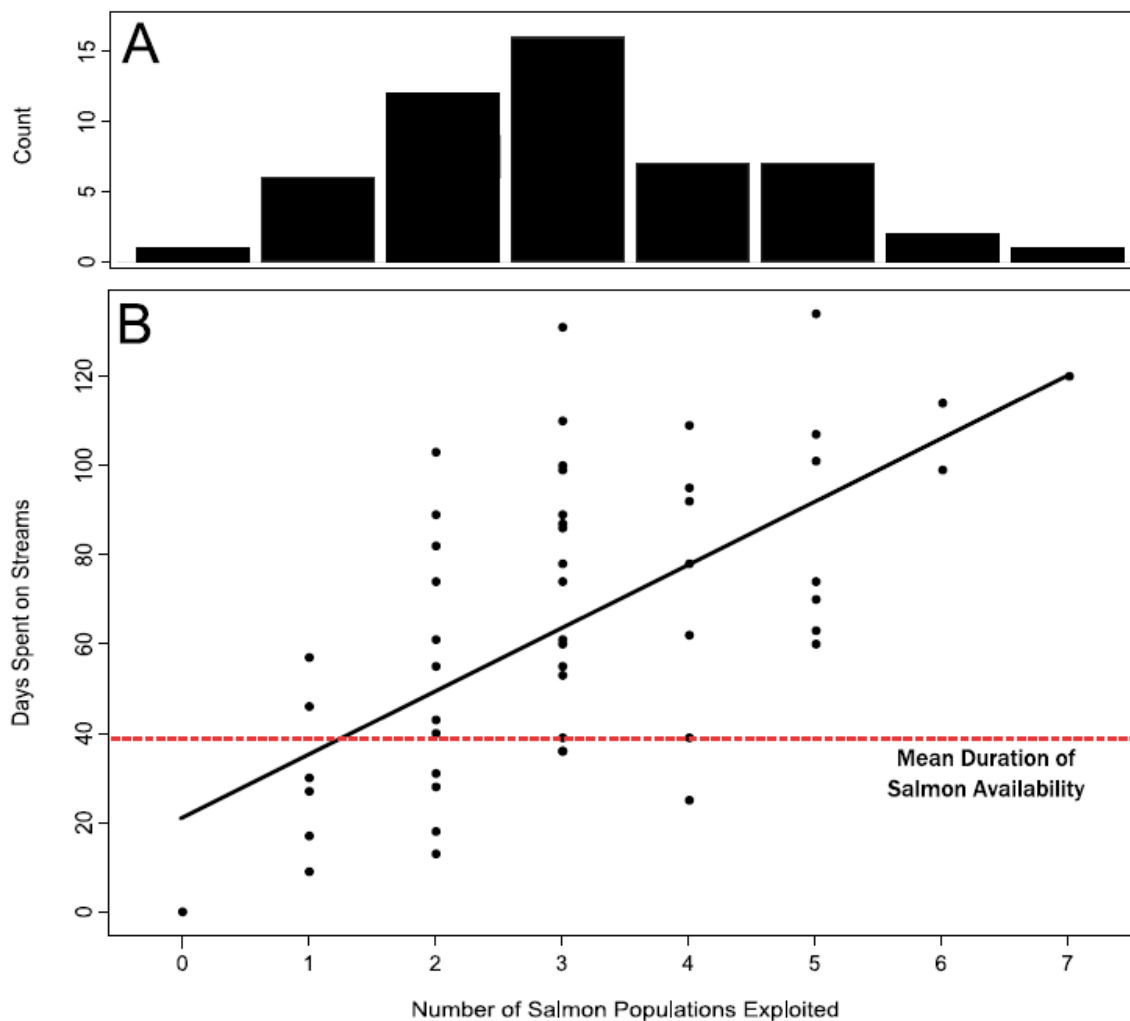 A
Count
15
10
5
0
B
Days Spent on Streams
120
100
80
60
40
20
0
Mean Duration of
Salmon Availability
0 1 2 3 4 5 6 7
Number of Salmon Populations Exploited